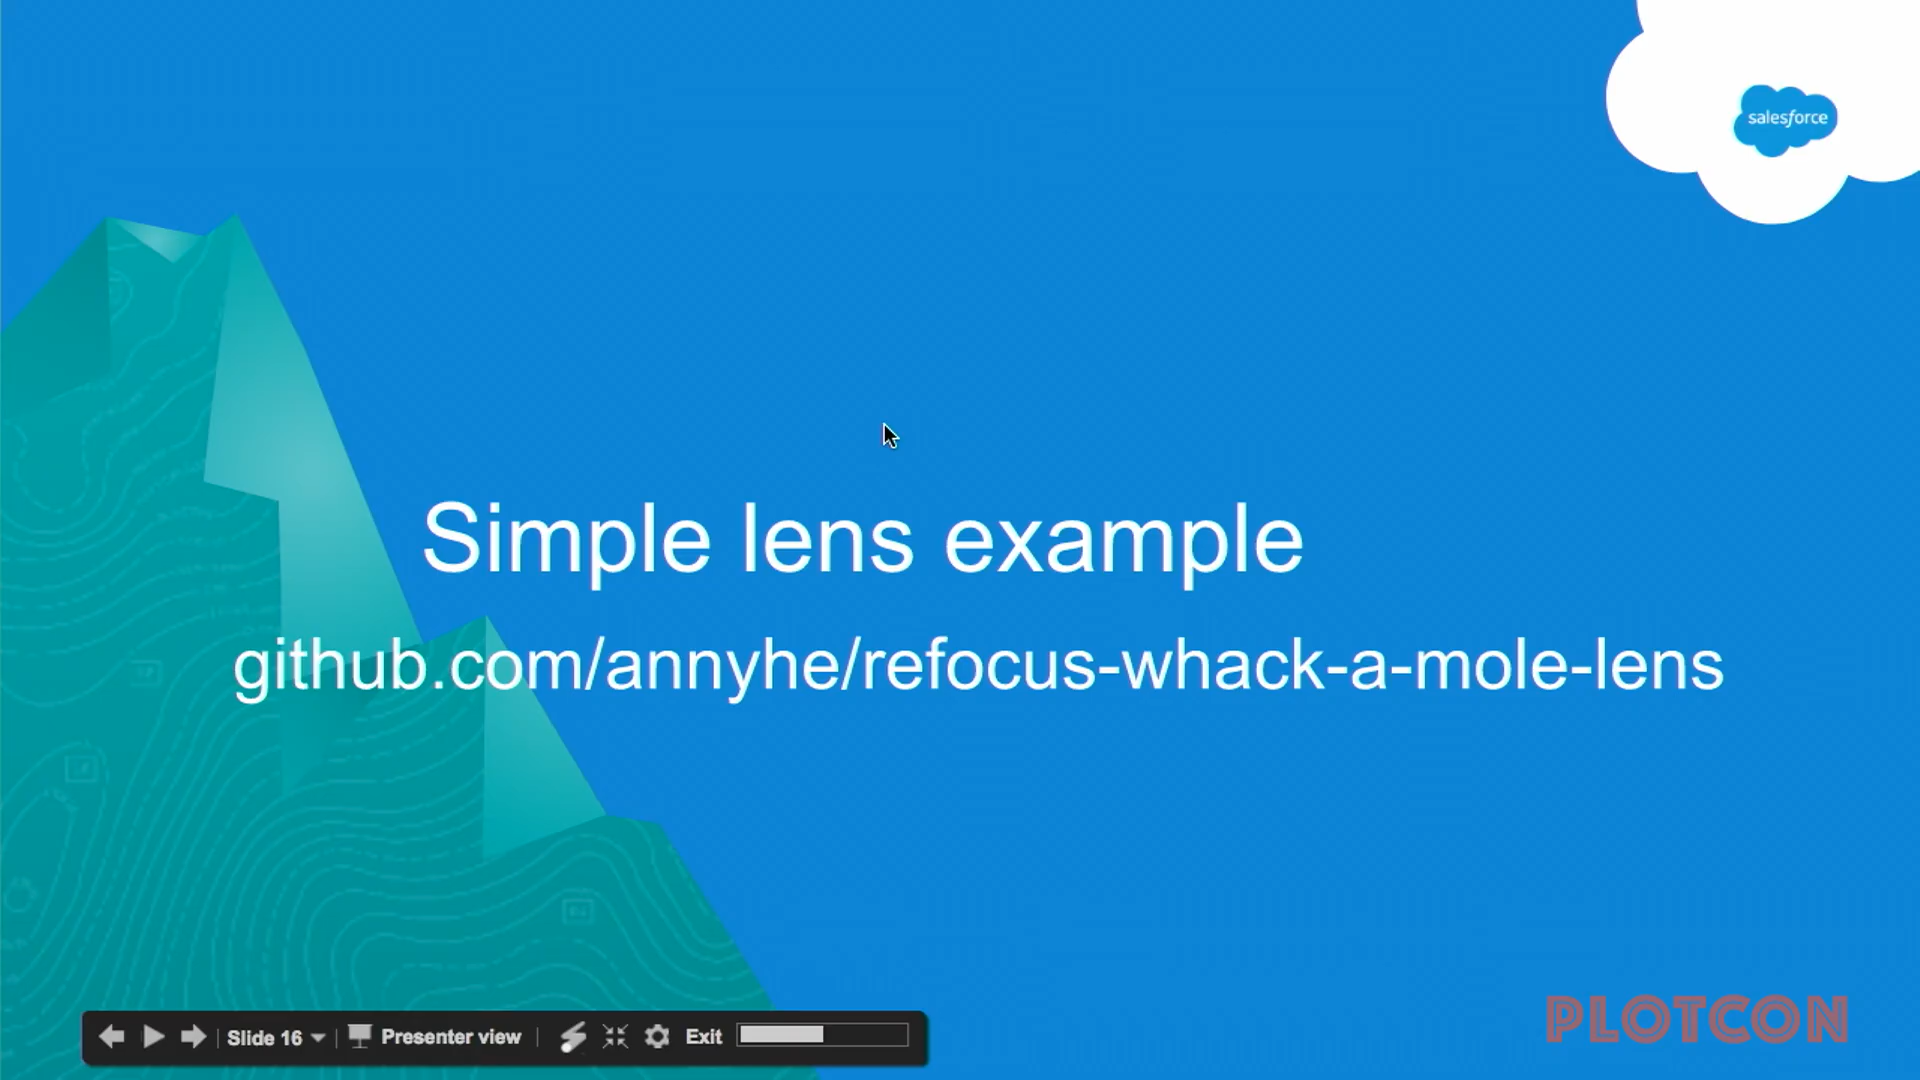 salesforce
Simple lens example
github.com/annyhe/refocus-whack-a-mole-lens
PLOTCON
Slide 16
Presenter view
Exit